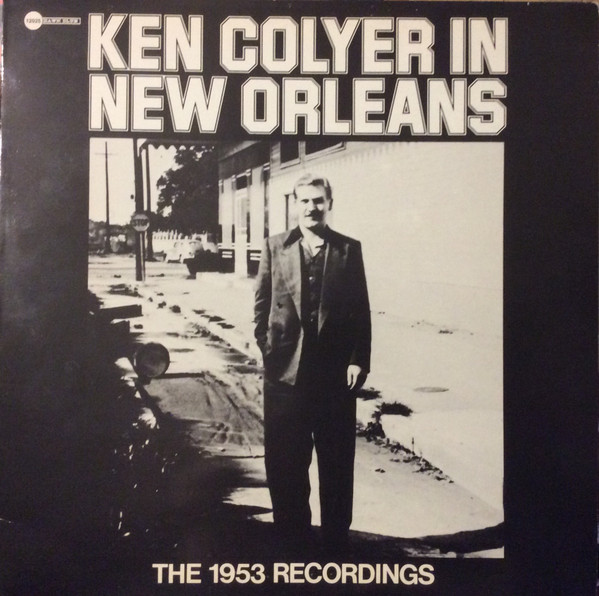 KEN COLYER IN
NEW ORLEANS
THE 1953 RECORDINGS